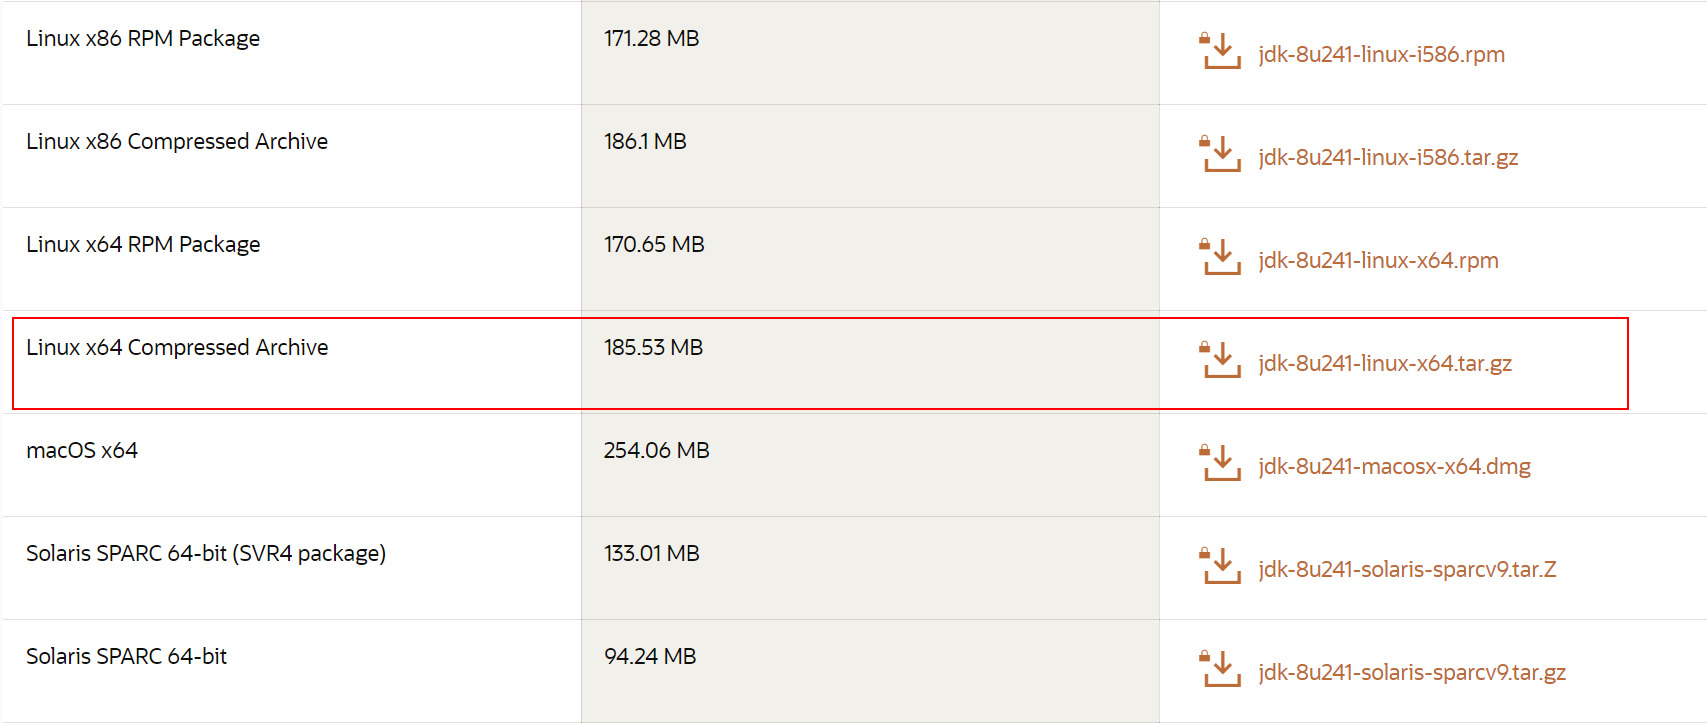 Linux x86 RPM Package 171.28 MB jdk-8u241-linux-i586.rpm
Linux x86 Compressed Archive 186.1 MB jdk-8u241-linux-i586.tar.gz
Linux x64 RPM Package 170.65 MB jdk-8u241-linux-x64.rpm
Linux x64 Compressed Archive 185.53 MB jdk-8u241-linux-x64.tar.gz
macOS x64 254.06 MB jdk-8u241-macosx-x64.dmg
Solaris SPARC 64-bit (SVR4 package) 133.01 MB jdk-8u241-solaris-sparcv9.tar.Z
Solaris SPARC 64-bit 94.24 MB jdk-8u241-solaris-sparcv9.tar.gz